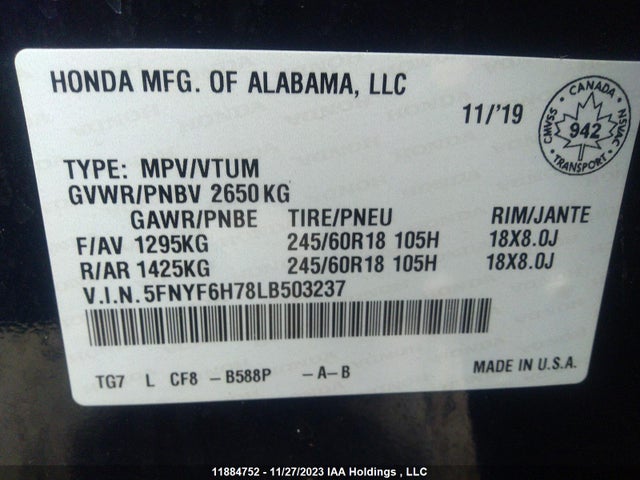 HONDA MFG. OF ALABAMA, LLC
11/'19
CANADA
CMVSS
942
NSVAC
TRANSPORT
TYPE: MPV/VTUM
GVWR/PNBV 2650KG
GAWR/PNBE TIRE/PNEU RIM/JANTE
F/AV 1295KG 245/60R18 105H 18X8.0J
R/AR 1425KG 245/60R18 105H 18X8.0J
V.I.N.5FNYF6H78LB503237
TG7 L CF8 -B588P -A-B MADE IN U.S.A.
11884752 - 11/27/2023 IAA Holdings , LLC